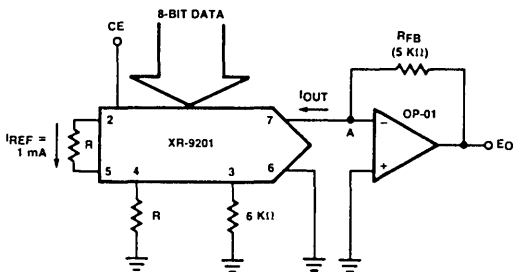 8-BIT DATA
CE
RFB
(5 KΩ)
IOUT
OP-01
2
7
A
−
IREF =
1 mA
R
XR-9201
EO
5
4
3
6
+
R
6 KΩ